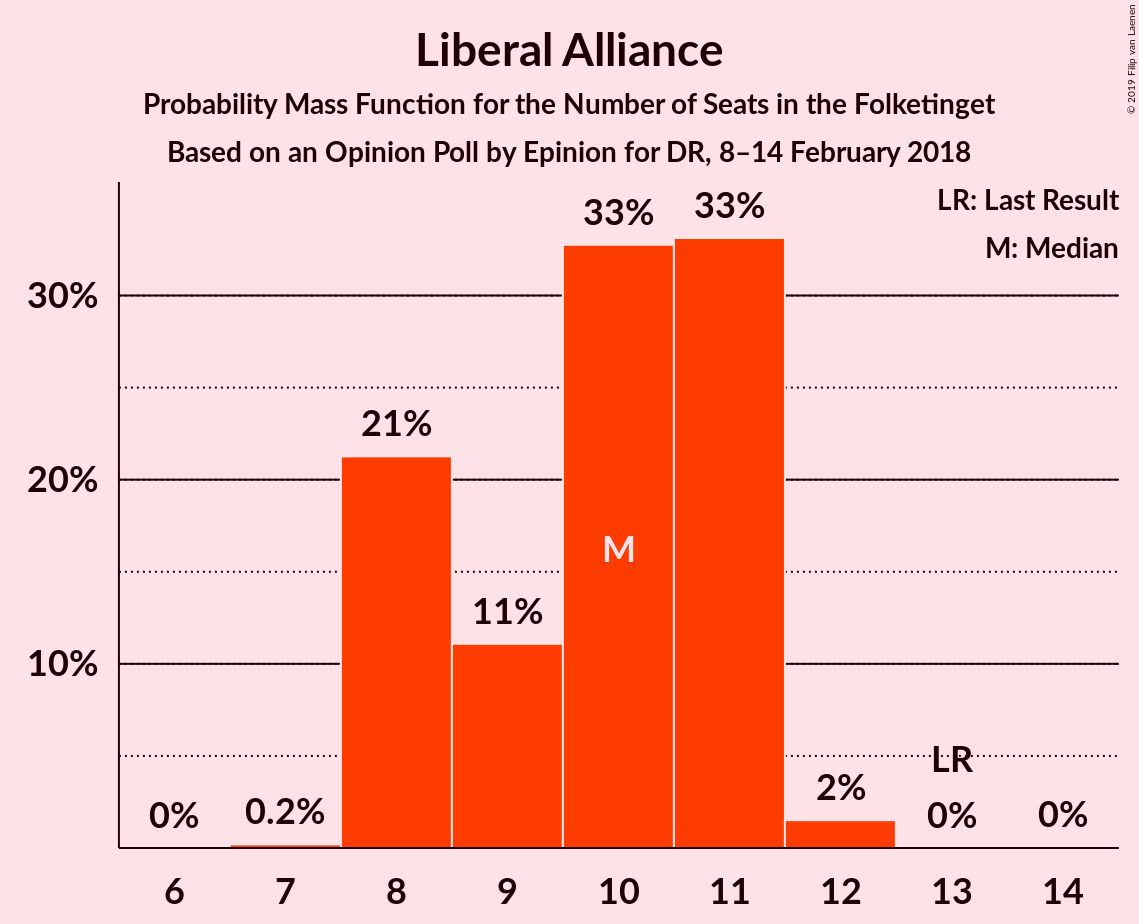 Liberal Alliance
Probability Mass Function for the Number of Seats in the Folketinget
Based on an Opinion Poll by Epinion for DR, 8–14 February 2018
© 2019 Filip van Laenen
LR: Last Result
M: Median
33%
33%
30%
21%
20%
M
11%
10%
LR
2%
0%
0.2%
0%
0%
6
7
8
9
10
11
12
13
14